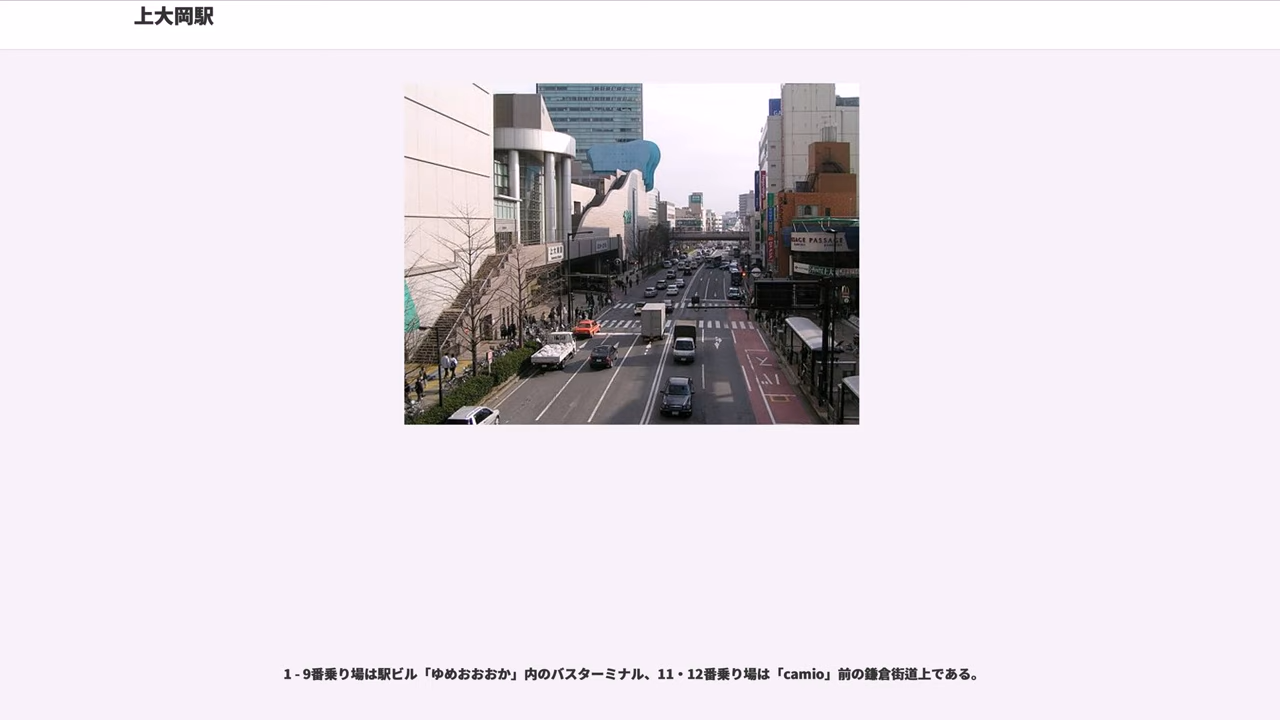 上大岡駅
PASSAGE
1 - 9番乗り場は駅ビル「ゆめおおおか」内のバスターミナル、11・12番乗り場は「camio」前の鎌倉街道上である。